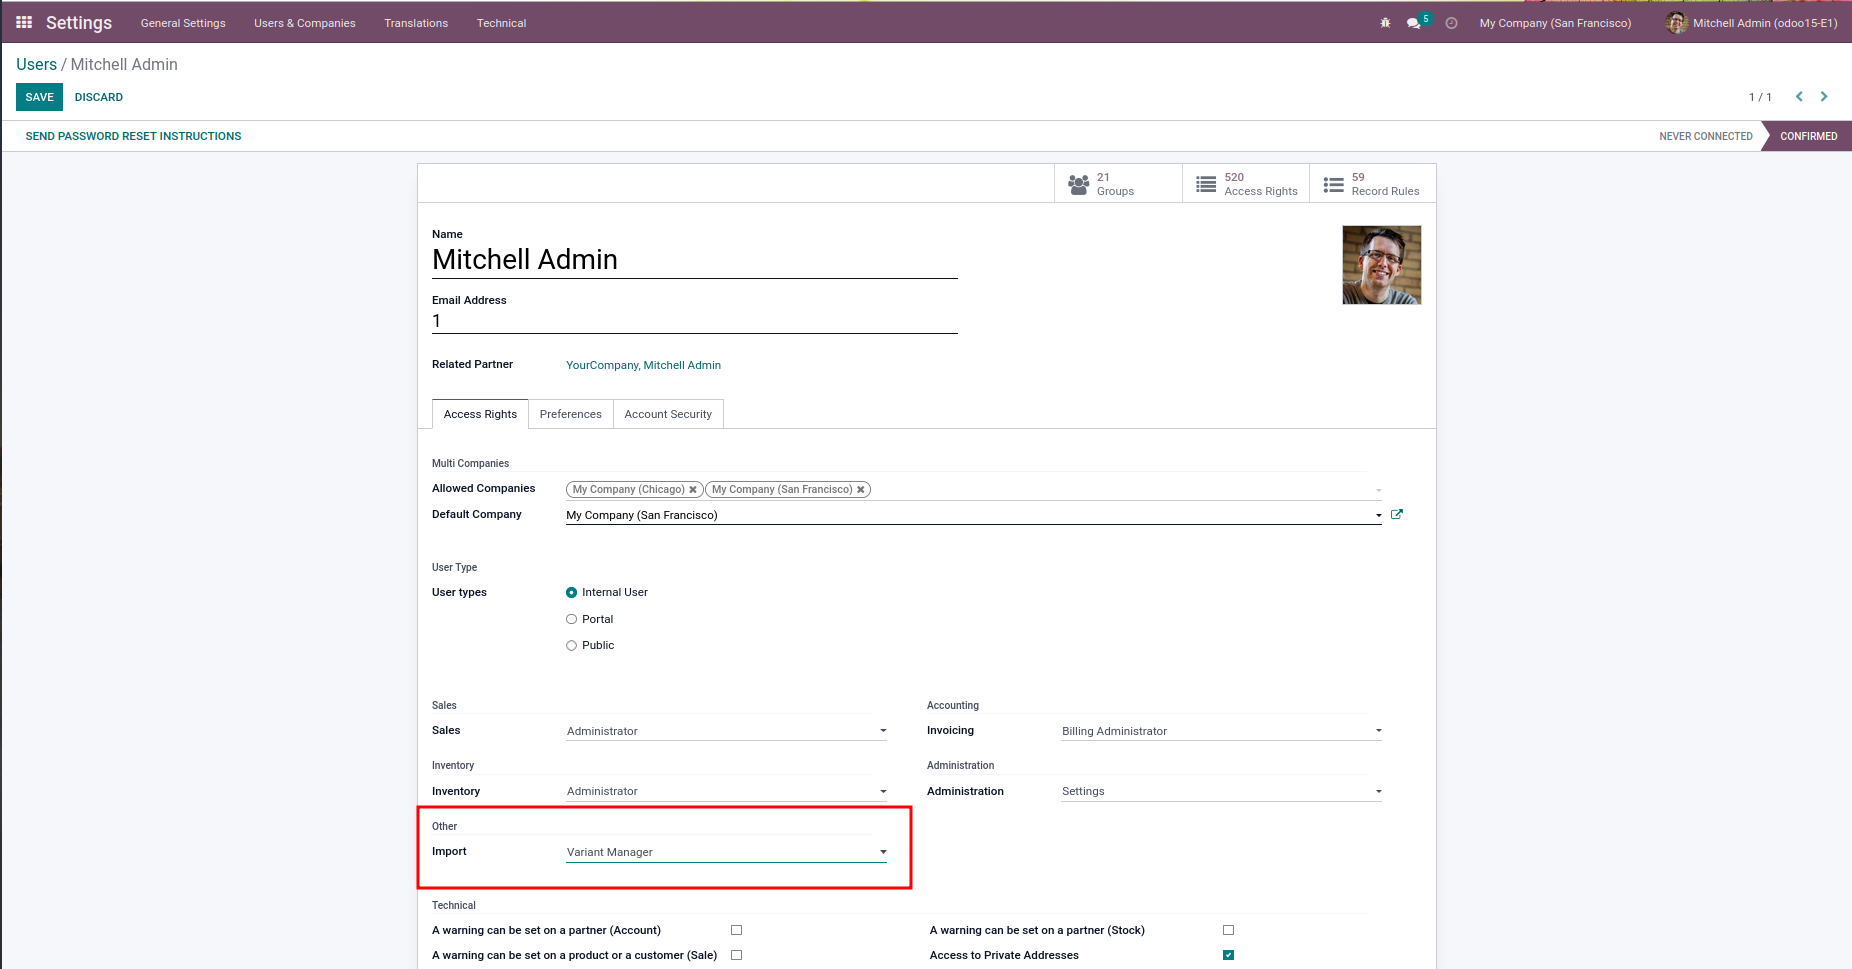 Settings General Settings Users & Companies Translations Technical 5 My Company (San Francisco) Mitchell Admin (odoo15-E1)
Users / Mitchell Admin
SAVE DISCARD 1 / 1
SEND PASSWORD RESET INSTRUCTIONS NEVER CONNECTED CONFIRMED
21 Groups 520 Access Rights 59 Record Rules
Name
Mitchell Admin
Email Address
1
Related Partner YourCompany, Mitchell Admin
Access Rights Preferences Account Security
Multi Companies
Allowed Companies My Company (Chicago) My Company (San Francisco)
Default Company My Company (San Francisco)
User Type
User types Internal User
Portal
Public
Sales Accounting
Sales Administrator Invoicing Billing Administrator
Inventory Administration
Inventory Administrator Administration Settings
Other
Import Variant Manager
Technical
A warning can be set on a partner (Account) A warning can be set on a partner (Stock)
A warning can be set on a product or a customer (Sale) Access to Private Addresses